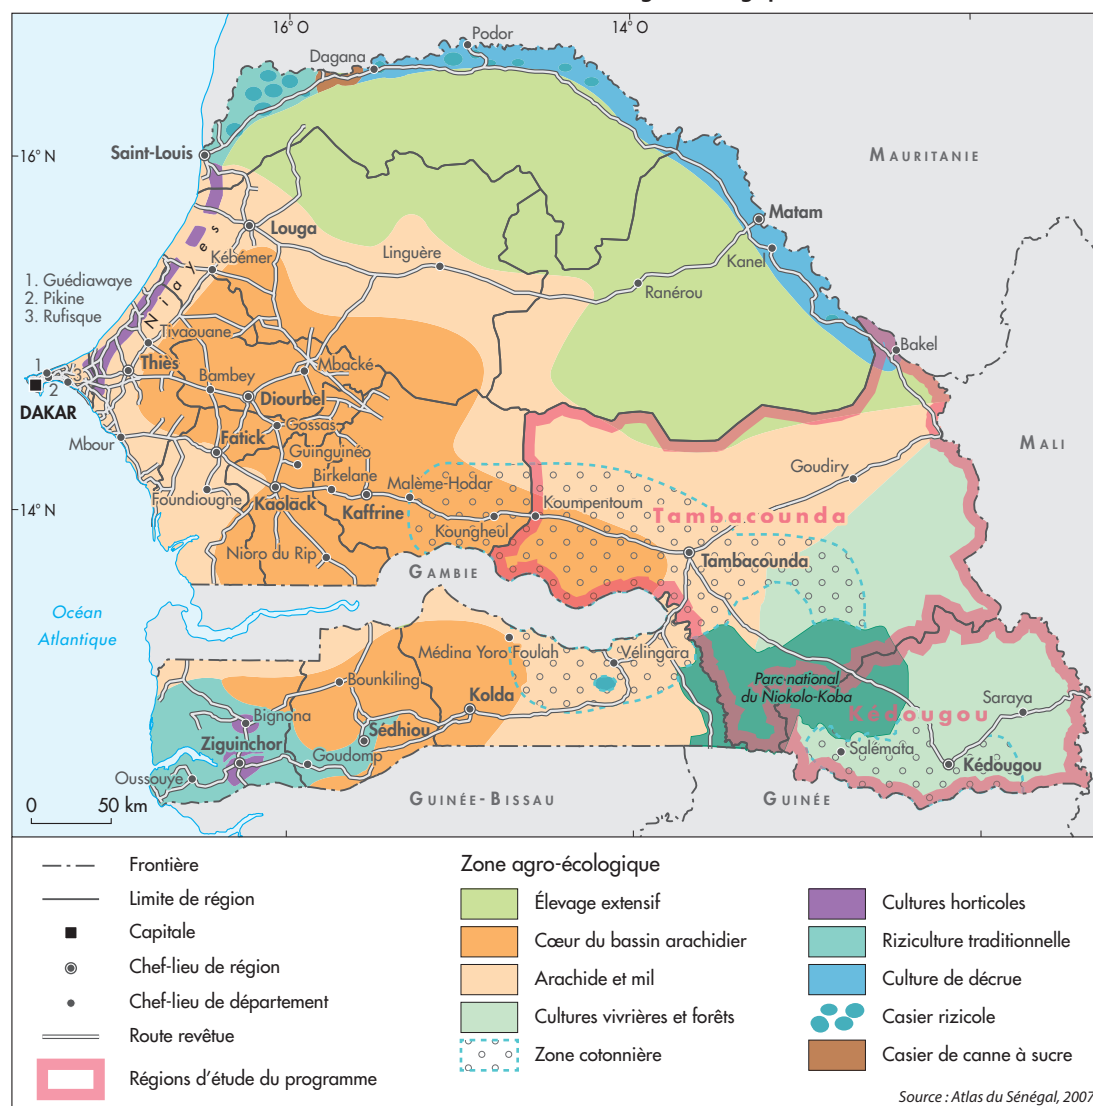 16° O
14° O
Podor
Dagana
16° N
Saint-Louis
MAURITANIE
Matam
Louga
Niayes
Linguère
Kanel
Kébémer
1. Guédiawaye
2. Pikine
3. Rufisque
Ranérou
Tivaouane
Bakel
Thiès
Mbacké
1
3
2
Bambey
DAKAR
Diourbel
Gossas
Mbour
Fatick
MALI
Guinguinéo
Goudiry
Birkelane
Malème-Hodar
Foundiougne
Kaolack
Koumpentoum
14° N
Kaffrine
Tambacounda
Koungheul
Nioro du Rip
Tambacounda
GAMBIE
Océan
Atlantique
Médina Yoro Foulah
Vélingara
Bounkiling
Parc national
du Niokolo-Koba
Kolda
Saraya
Bignona
Kédougou
Sédhiou
Ziguinchor
Salémata
Goudomp
Kédougou
Oussouye
0 50 km
GUINÉE-BISSAU
GUINÉE
Frontière
Limite de région
Capitale
Chef-lieu de région
Chef-lieu de département
Route revêtue
Régions d'étude du programme
Zone agro-écologique
Élevage extensif
Cœur du bassin arachidier
Arachide et mil
Cultures vivrières et forêts
Zone cotonnière
Cultures horticoles
Riziculture traditionnelle
Culture de décrue
Casier rizicole
Casier de canne à sucre
Source : Atlas du Sénégal, 2007